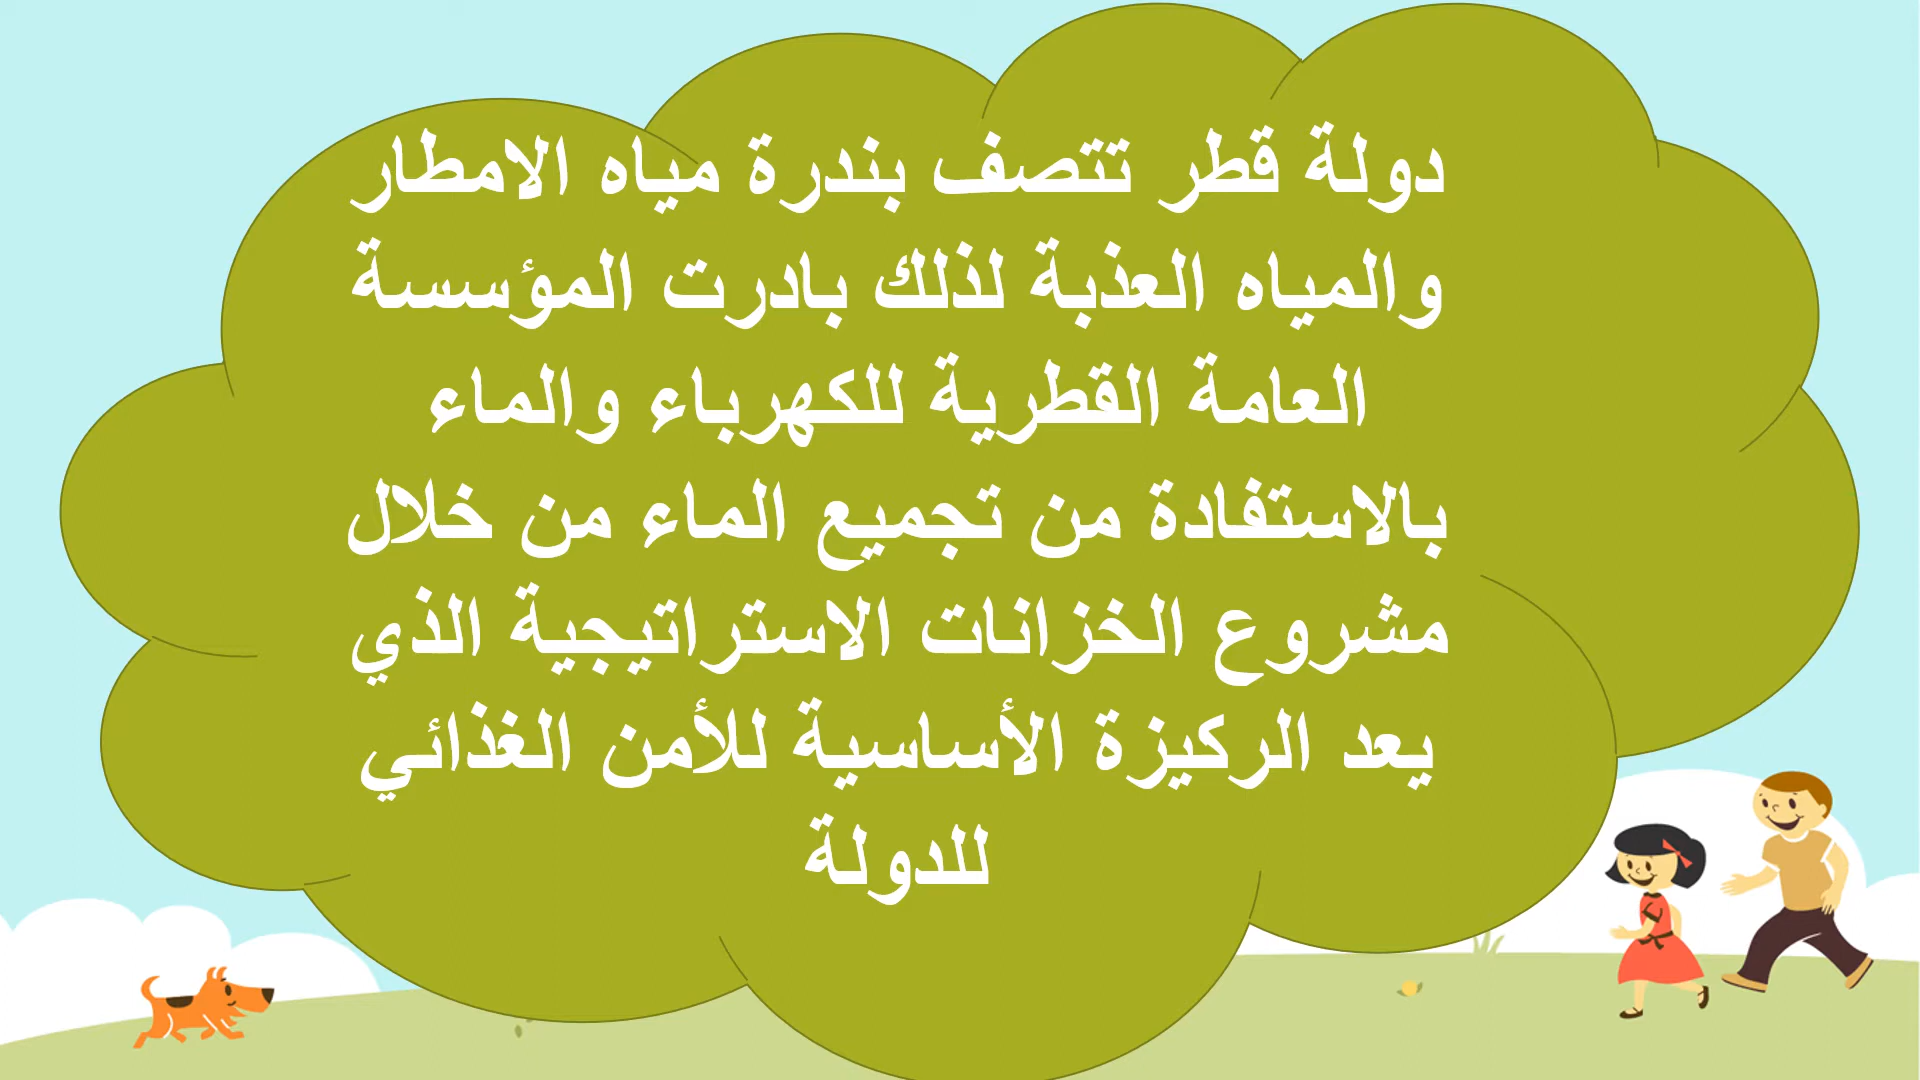 دولة قطر تتصف بندرة مياه الامطار
والمياه العذبة لذلك بادرت المؤسسة
العامة القطرية للكهرباء والماء
بالاستفادة من تجميع الماء من خلال
مشروع الخزانات الاستراتيجية الذي
يعد الركيزة الأساسية للأمن الغذائي
للدولة